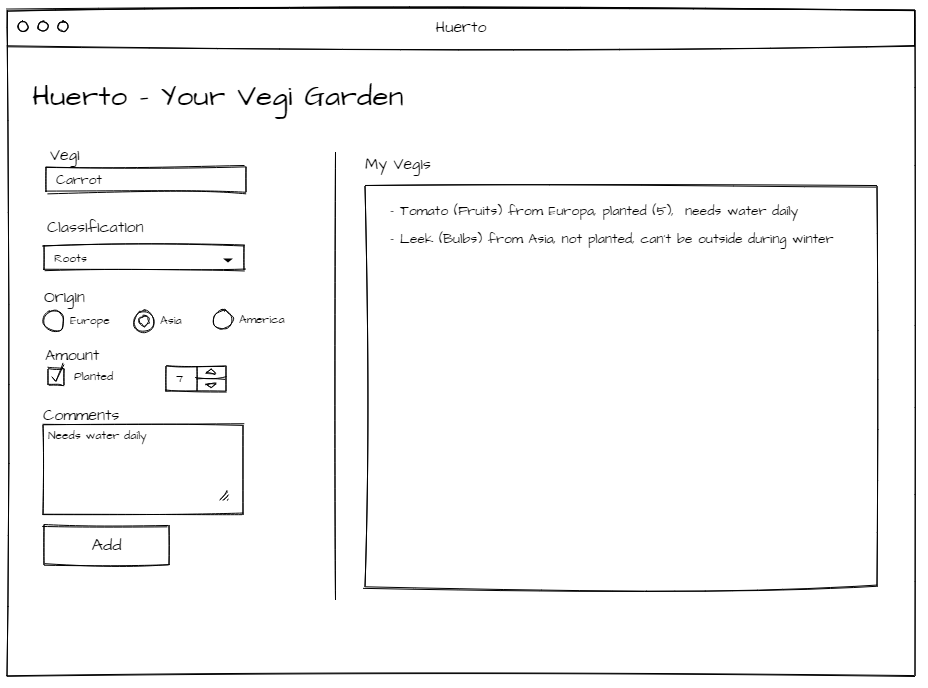 Huerto
Huerto - Your Vegi Garden
Vegi
Carrot
Classification
Roots
Origin
Europe Asia America
Amount
Planted 7
Comments
Needs water daily
Add
My Vegis
- Tomato (Fruits) from Europa, planted (5), needs water daily
- Leek (Bulbs) from Asia, not planted, can't be outside during winter